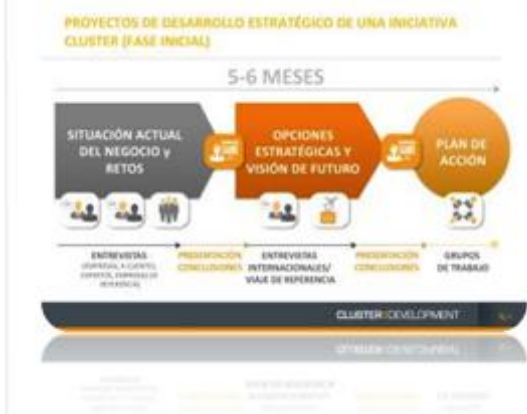 PROYECTOS DE DESARROLLO ESTRATÉGICO DE UNA INICIATIVA
CLUSTER (FASE INICIAL)
5-6 MESES
SITUACIÓN ACTUAL
DEL NEGOCIO y
RETOS
OPCIONES
ESTRATÉGICAS Y
VISIÓN DE FUTURO
PLAN DE
ACCIÓN
ENTREVISTAS
PRESENTACIÓN
CONCLUSIONES
ENTREVISTAS
INTERNACIONALES/
VIAJE DE REFERENCIA
PRESENTACIÓN
CONCLUSIONES
GRUPOS
DE TRABAJO
CLUSTER DEVELOPMENT